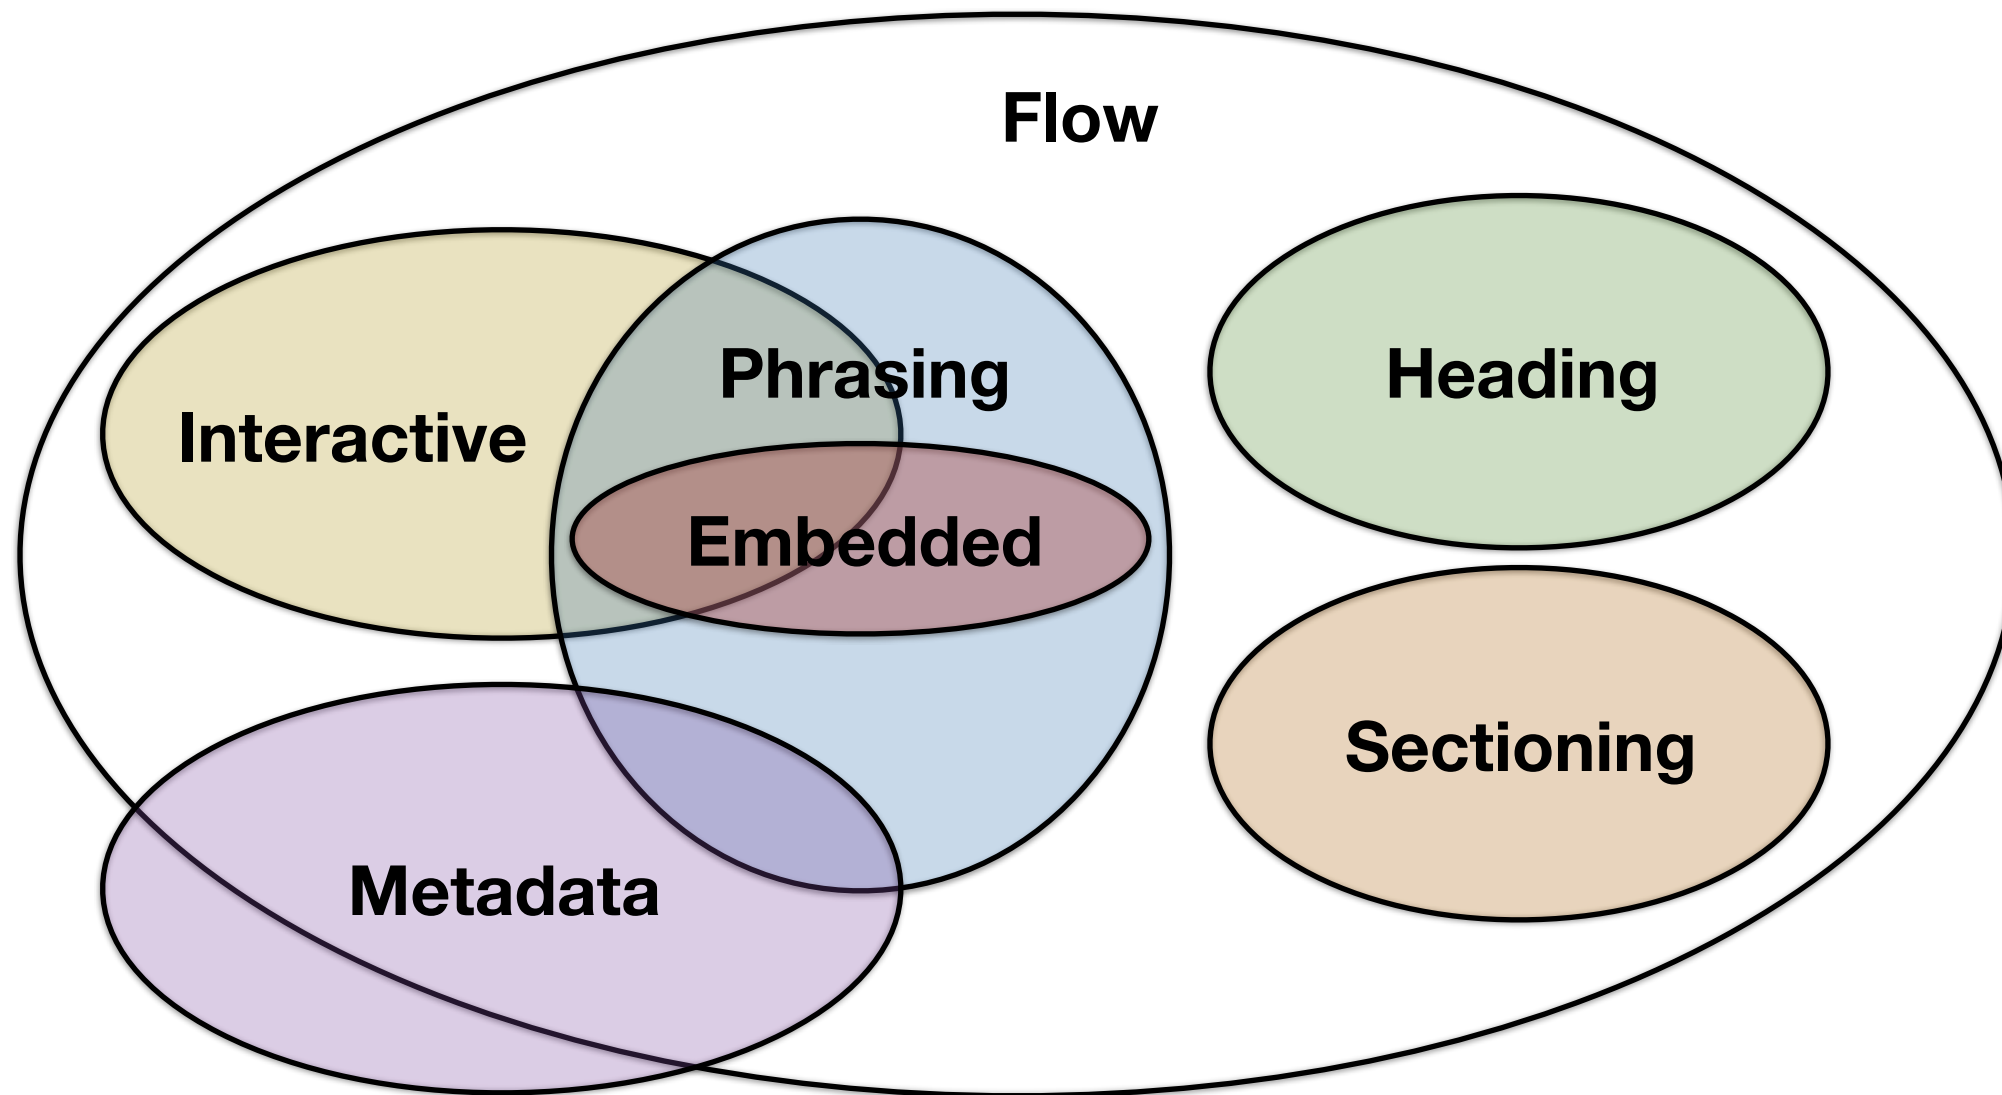 Flow
Phrasing
Heading
Interactive
Embedded
Sectioning
Metadata